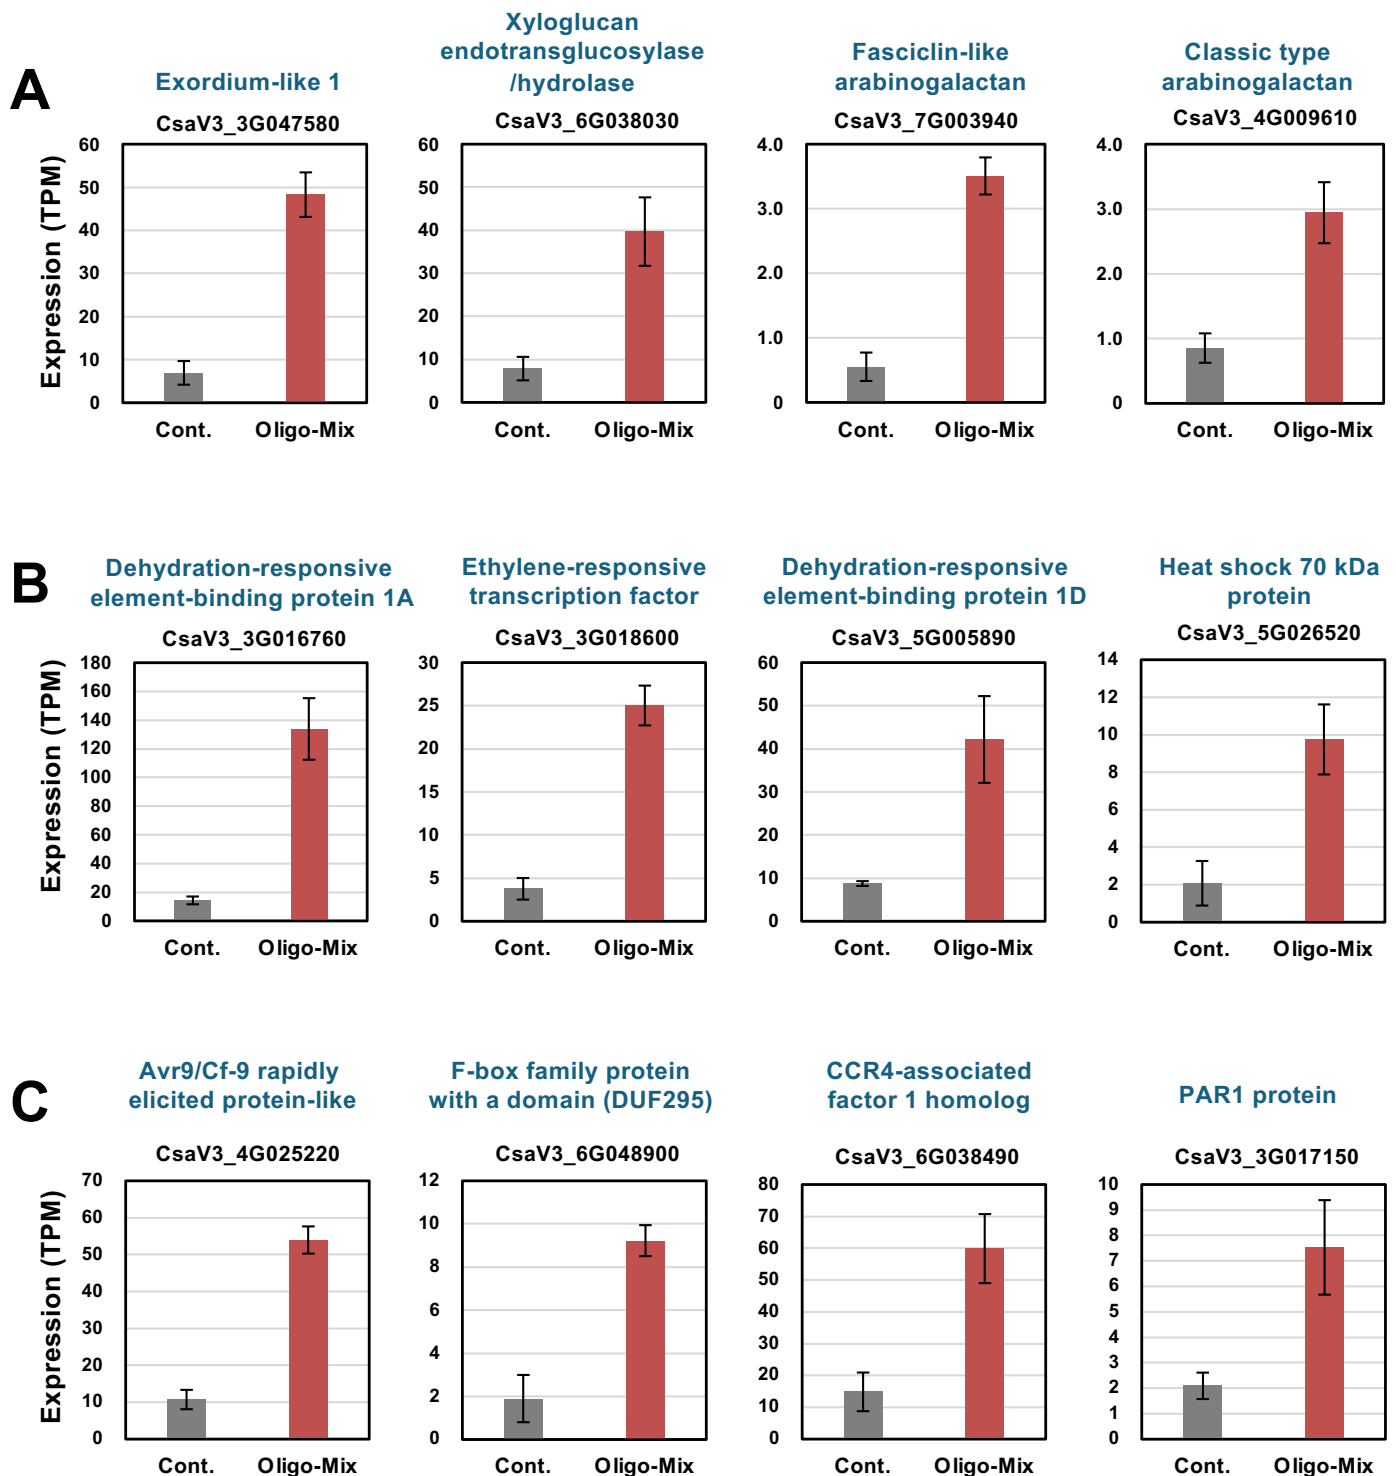 A
Exordium-like 1
CsaV3_3G047580
Expression (TPM)
60
50
40
30
20
10
0
Cont.
Oligo-Mix
Xyloglucan
endotransglucosylase
/hydrolase
CsaV3_6G038030
60
50
40
30
20
10
0
Cont.
Oligo-Mix
Fasciclin-like
arabinogalactan
CsaV3_7G003940
4.0
3.0
2.0
1.0
0
Cont.
Oligo-Mix
Classic type
arabinogalactan
CsaV3_4G009610
4.0
3.0
2.0
1.0
0
Cont.
Oligo-Mix
B
Dehydration-responsive
element-binding protein 1A
CsaV3_3G016760
Expression (TPM)
180
160
140
120
100
80
60
40
20
0
Cont.
Oligo-Mix
Ethylene-responsive
transcription factor
CsaV3_3G018600
30
25
20
15
10
5
0
Cont.
Oligo-Mix
Dehydration-responsive
element-binding protein 1D
CsaV3_5G005890
60
50
40
30
20
10
0
Cont.
Oligo-Mix
Heat shock 70 kDa
protein
CsaV3_5G026520
14
12
10
8
6
4
2
0
Cont.
Oligo-Mix
C
Avr9/Cf-9 rapidly
elicited protein-like
CsaV3_4G025220
Expression (TPM)
70
60
50
40
30
20
10
0
Cont.
Oligo-Mix
F-box family protein
with a domain (DUF295)
CsaV3_6G048900
12
10
8
6
4
2
0
Cont.
Oligo-Mix
CCR4-associated
factor 1 homolog
CsaV3_6G038490
80
70
60
50
40
30
20
10
0
Cont.
Oligo-Mix
PAR1 protein
CsaV3_3G017150
10
9
8
7
6
5
4
3
2
1
0
Cont.
Oligo-Mix